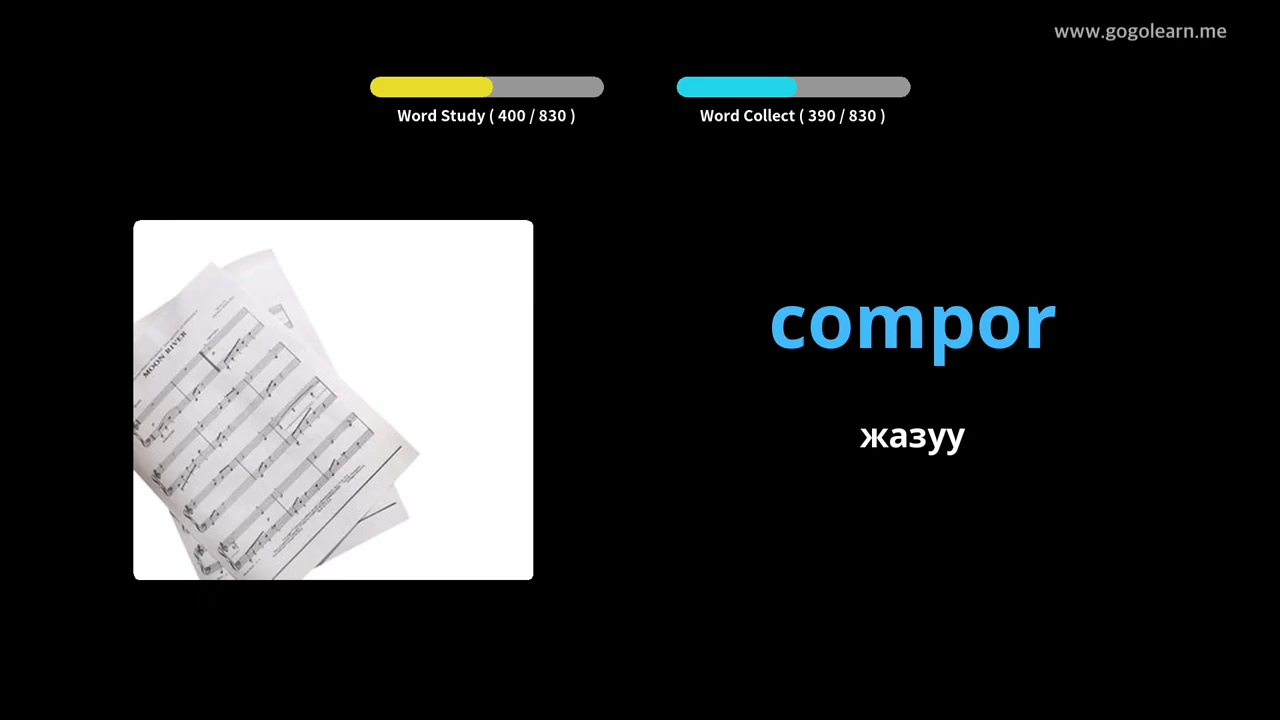 www.gogolearn.me
Word Study ( 400 / 830 )
Word Collect ( 390 / 830 )
MOON RIVER
compor
жазуу